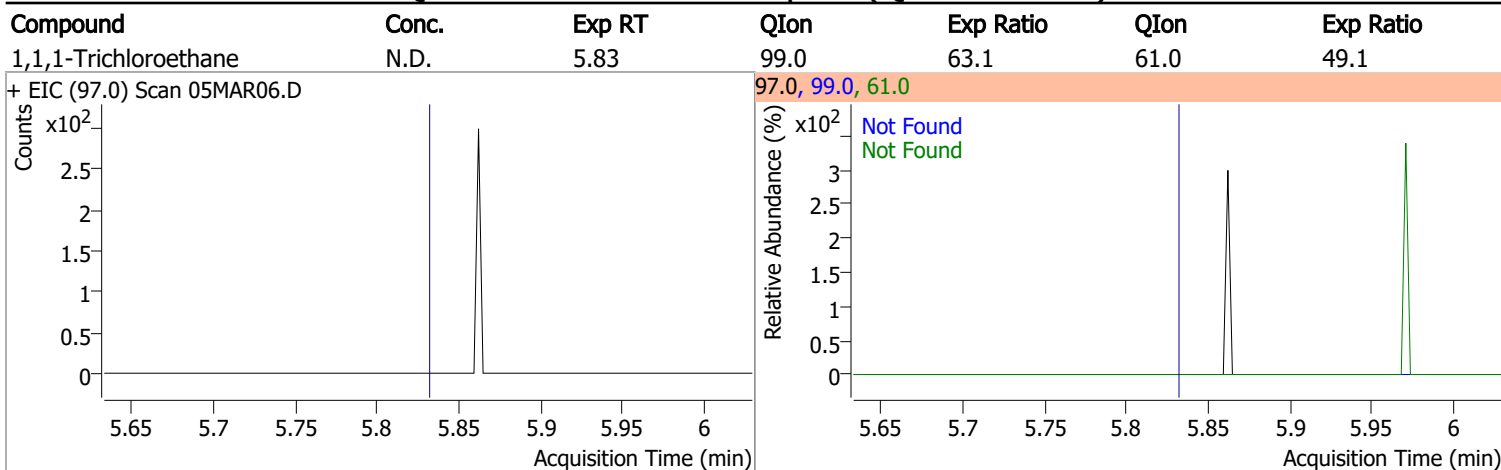 Compound Conc. Exp RT QIon Exp Ratio QIon Exp Ratio
1,1,1-Trichloroethane N.D. 5.83 99.0 63.1 61.0 49.1
+ EIC (97.0) Scan 05MAR06.D
Counts
x10²
2.5
2
1.5
1
0.5
0
5.65 5.7 5.75 5.8 5.85 5.9 5.95 6
Acquisition Time (min)
97.0, 99.0, 61.0
Relative Abundance (%)
x10²
Not Found
Not Found
3
2.5
2
1.5
1
0.5
0
5.65 5.7 5.75 5.8 5.85 5.9 5.95 6
Acquisition Time (min)